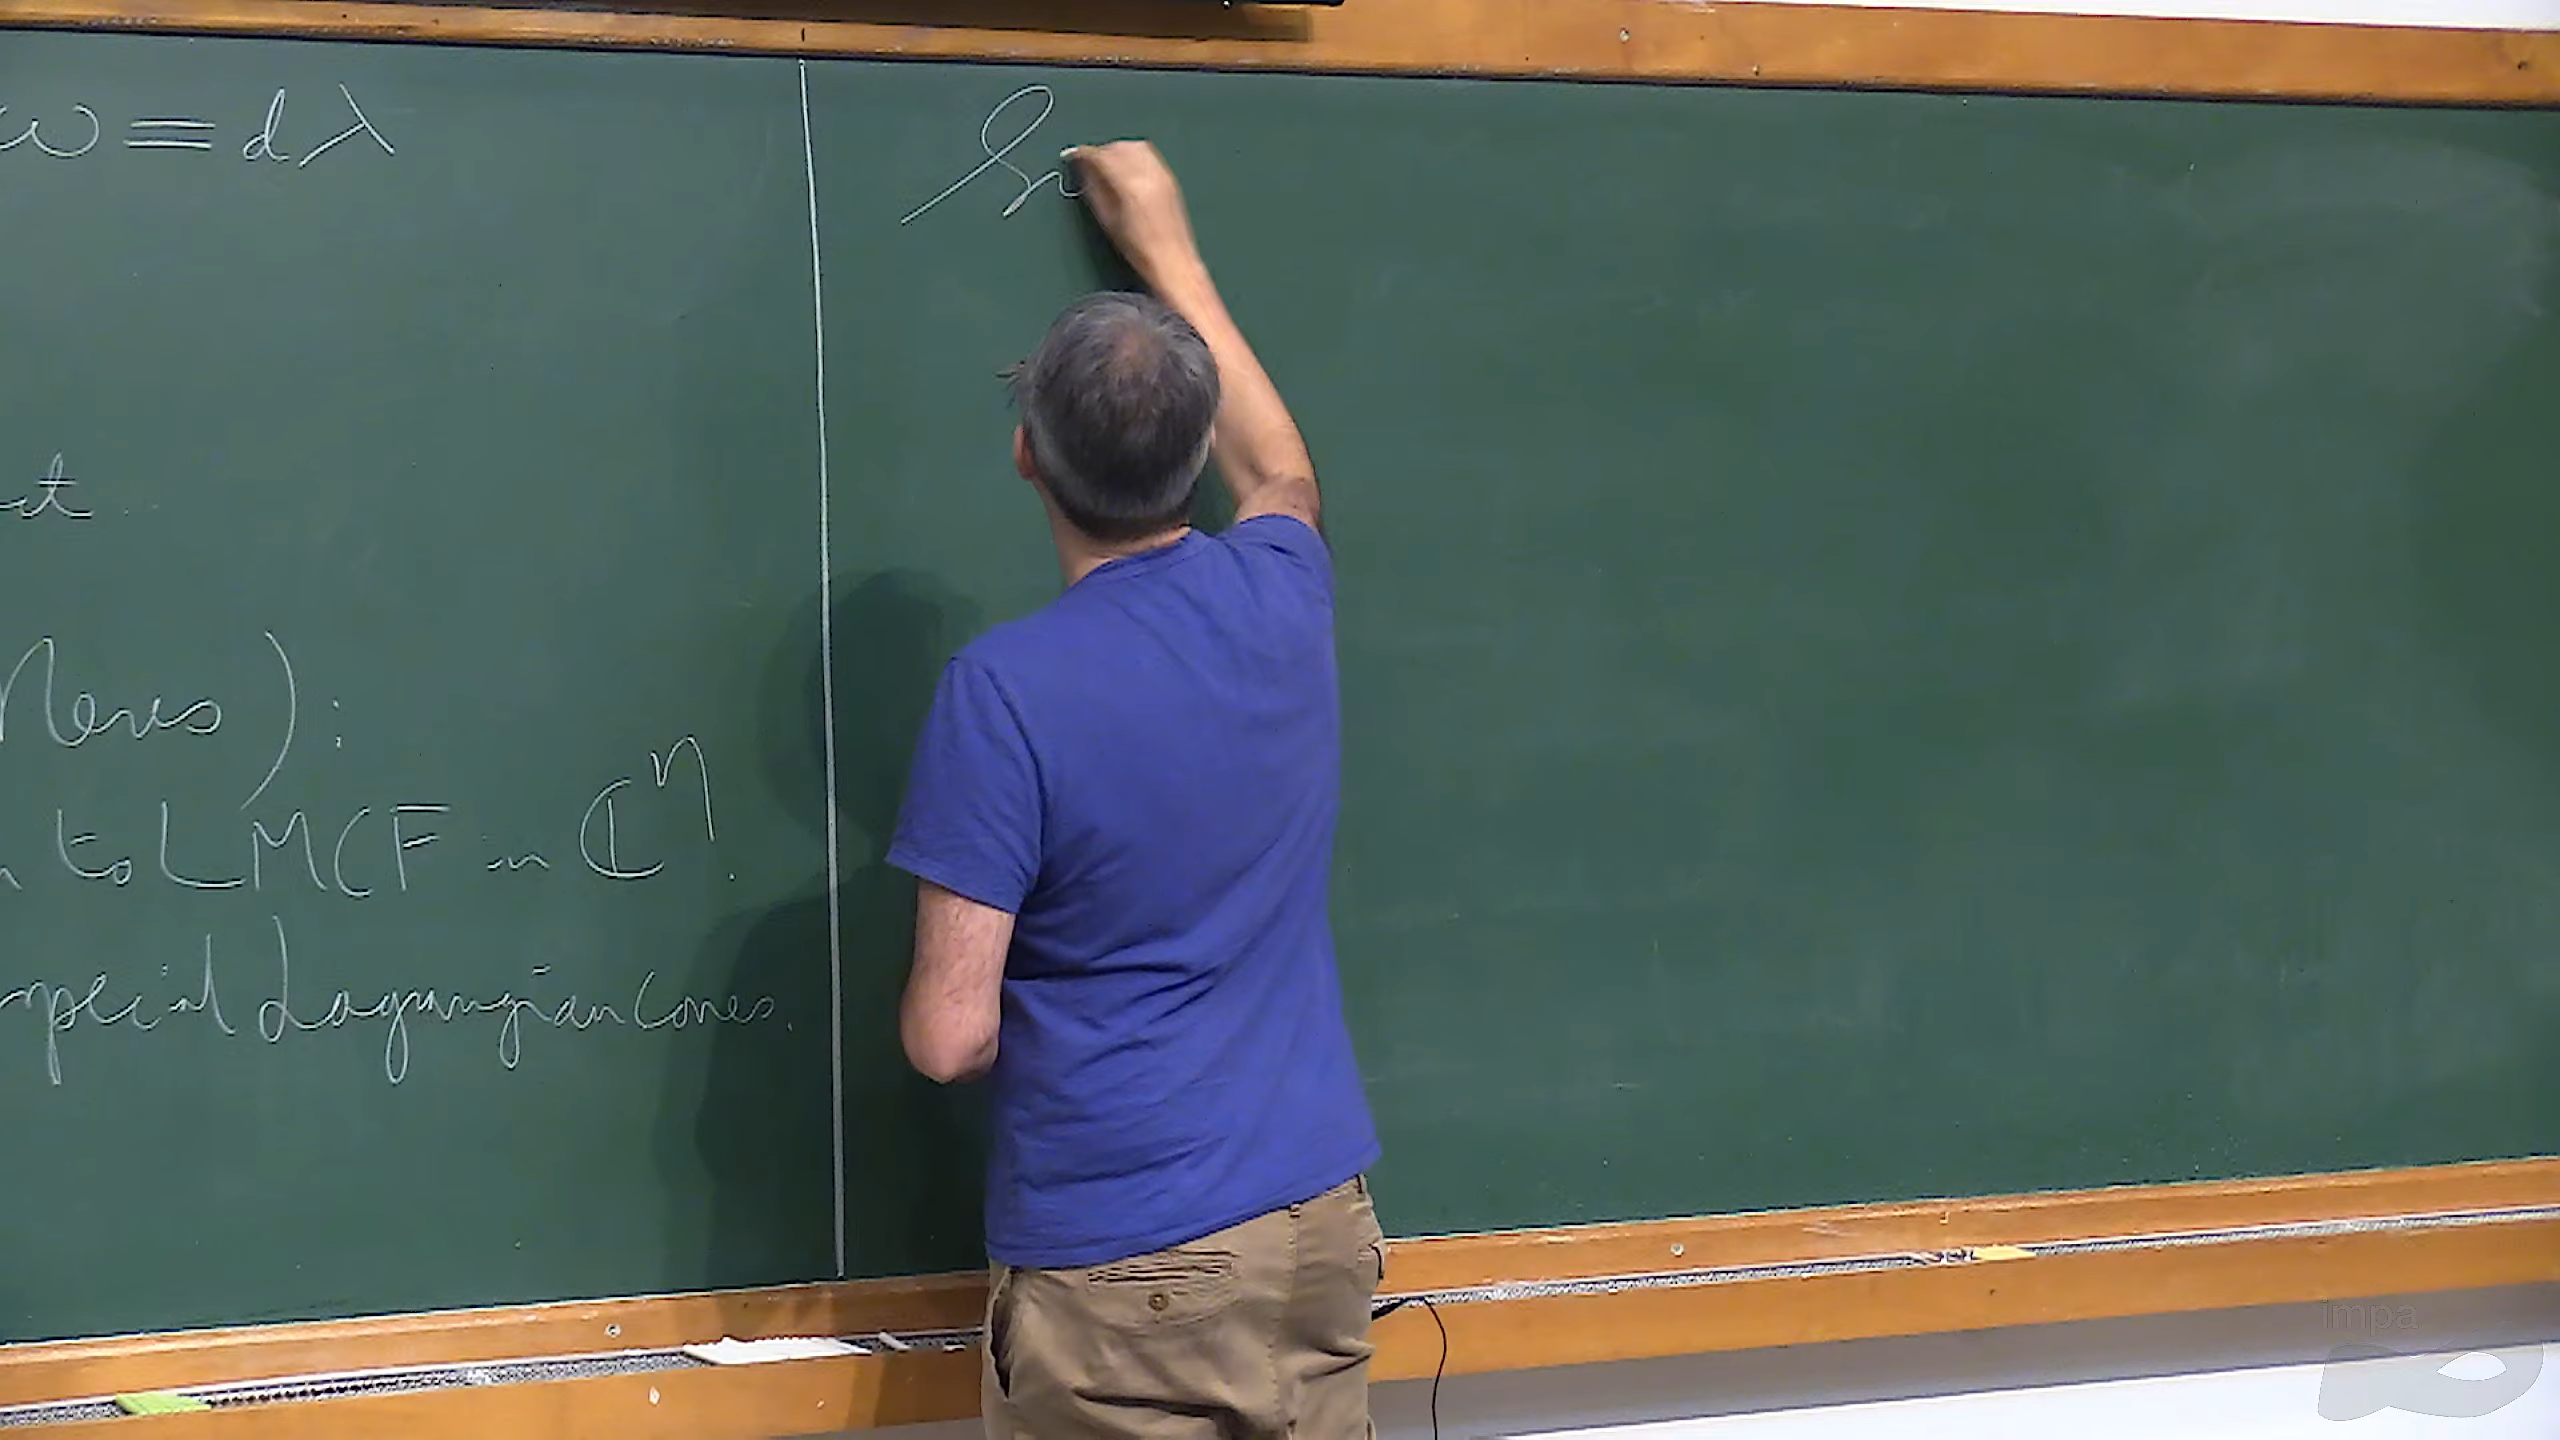 ω = dλ
Neves):
to LMCF in ℂⁿ.
special Lagrangian Cones.
impa